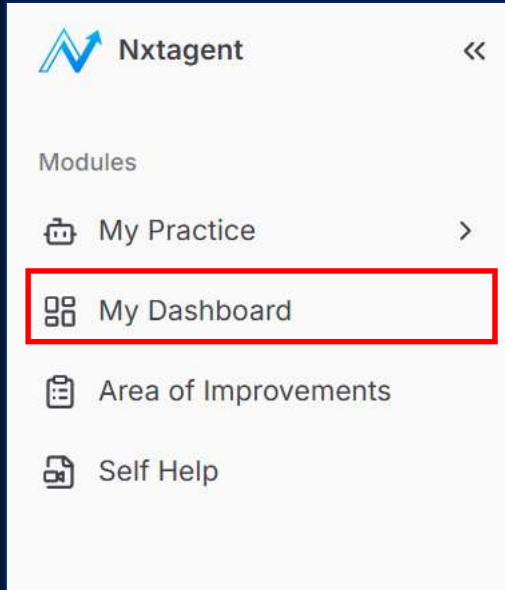 Nxtagent
Modules
My Practice
My Dashboard
Area of Improvements
Self Help